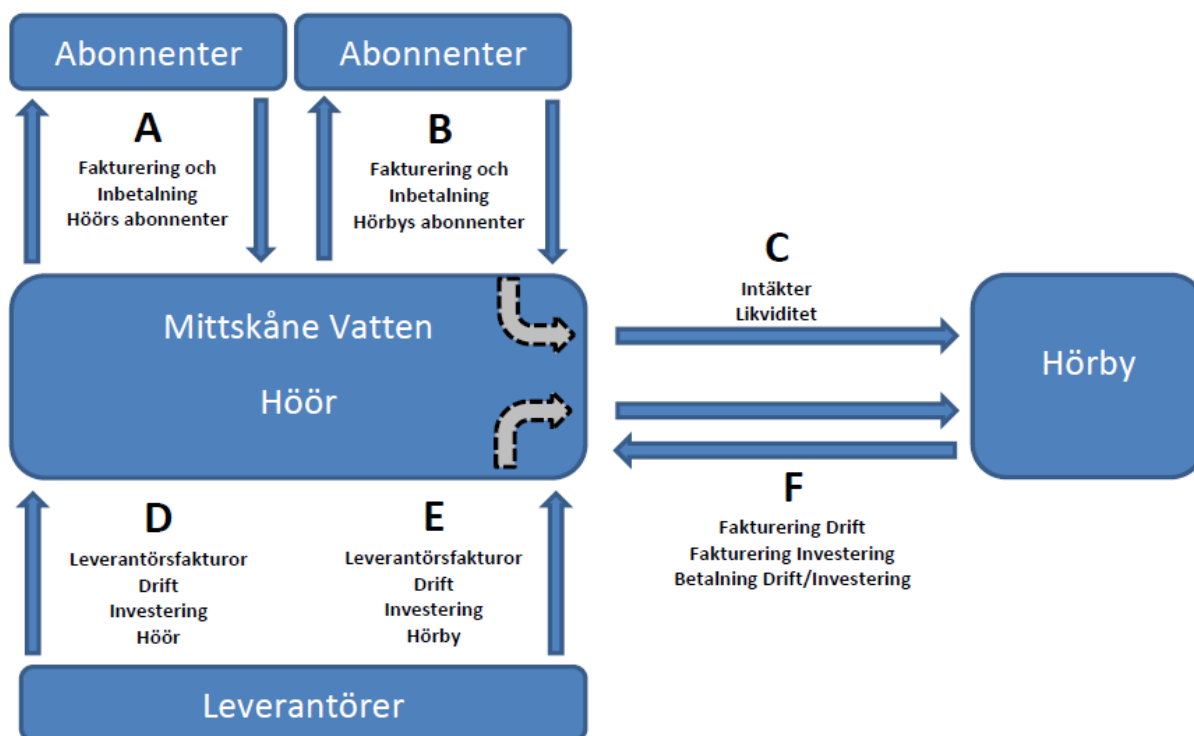 Abonnenter
Abonnenter
A
Fakturering och
Inbetalning
Höörs abonnenter
B
Fakturering och
Inbetalning
Hörbys abonnenter
C
Intäkter
Likviditet
Mittskåne Vatten
Höör
Hörby
D
Leverantörsfakturor
Drift
Investering
Höör
E
Leverantörsfakturor
Drift
Investering
Hörby
F
Fakturering Drift
Fakturering Investering
Betalning Drift/Investering
Leverantörer